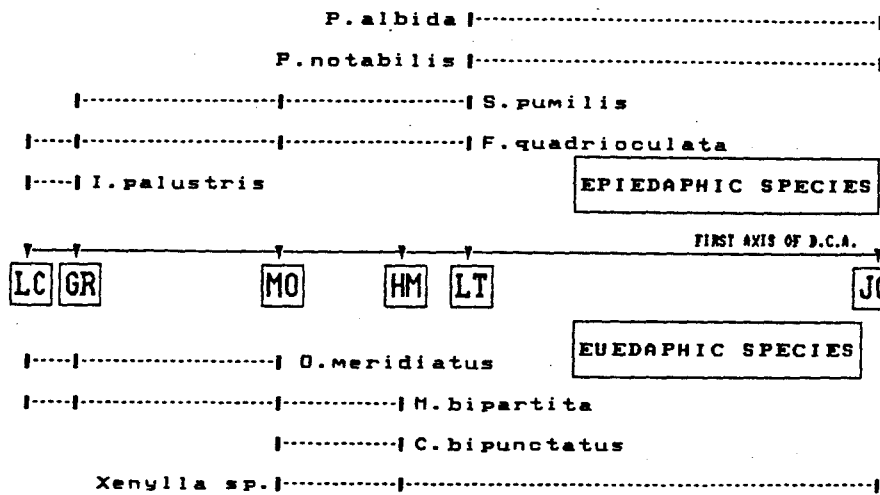 P.albida
P.notabilis
S.pumilis
F.quadrioculata
I.palustris
EPIEDAPHIC SPECIES
FIRST AXIS OF D.C.A.
LC GR MO HM LT
EUEDAPHIC SPECIES
O.meridiatus
M.bipartita
C.bipunctatus
Xenylla sp.